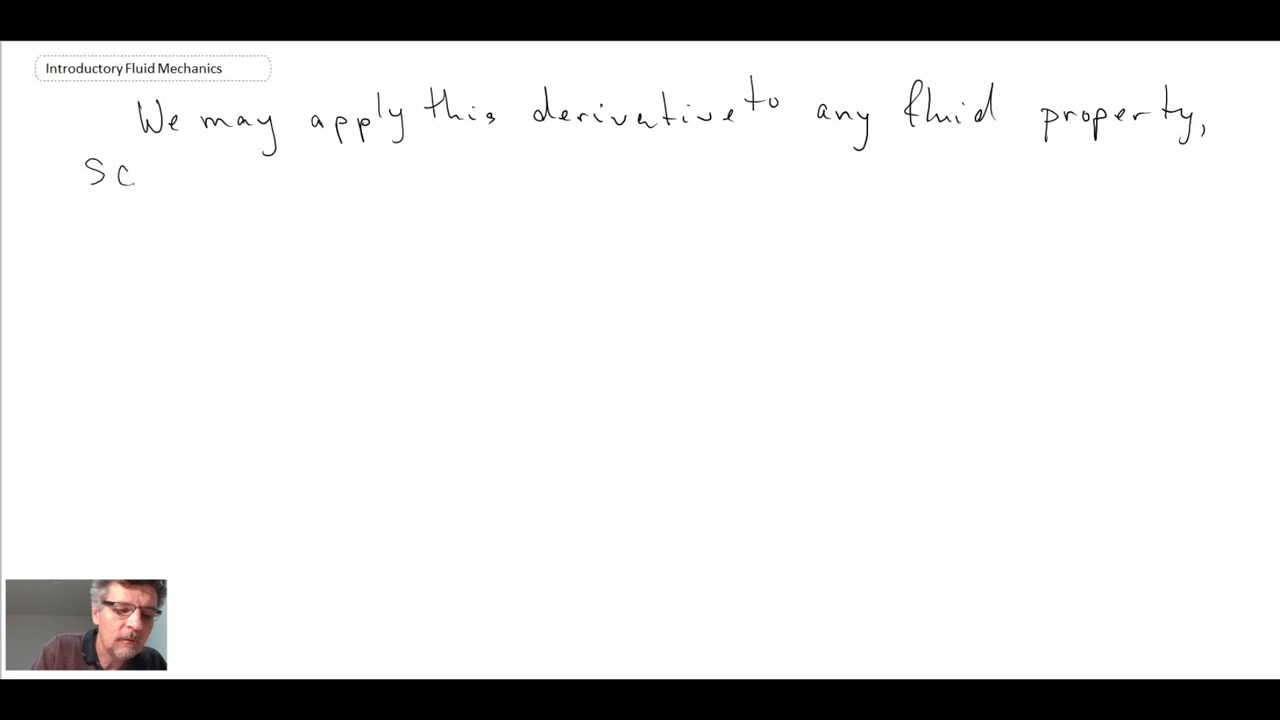 Introductory Fluid Mechanics
We may apply this derivative to any fluid property,
sc